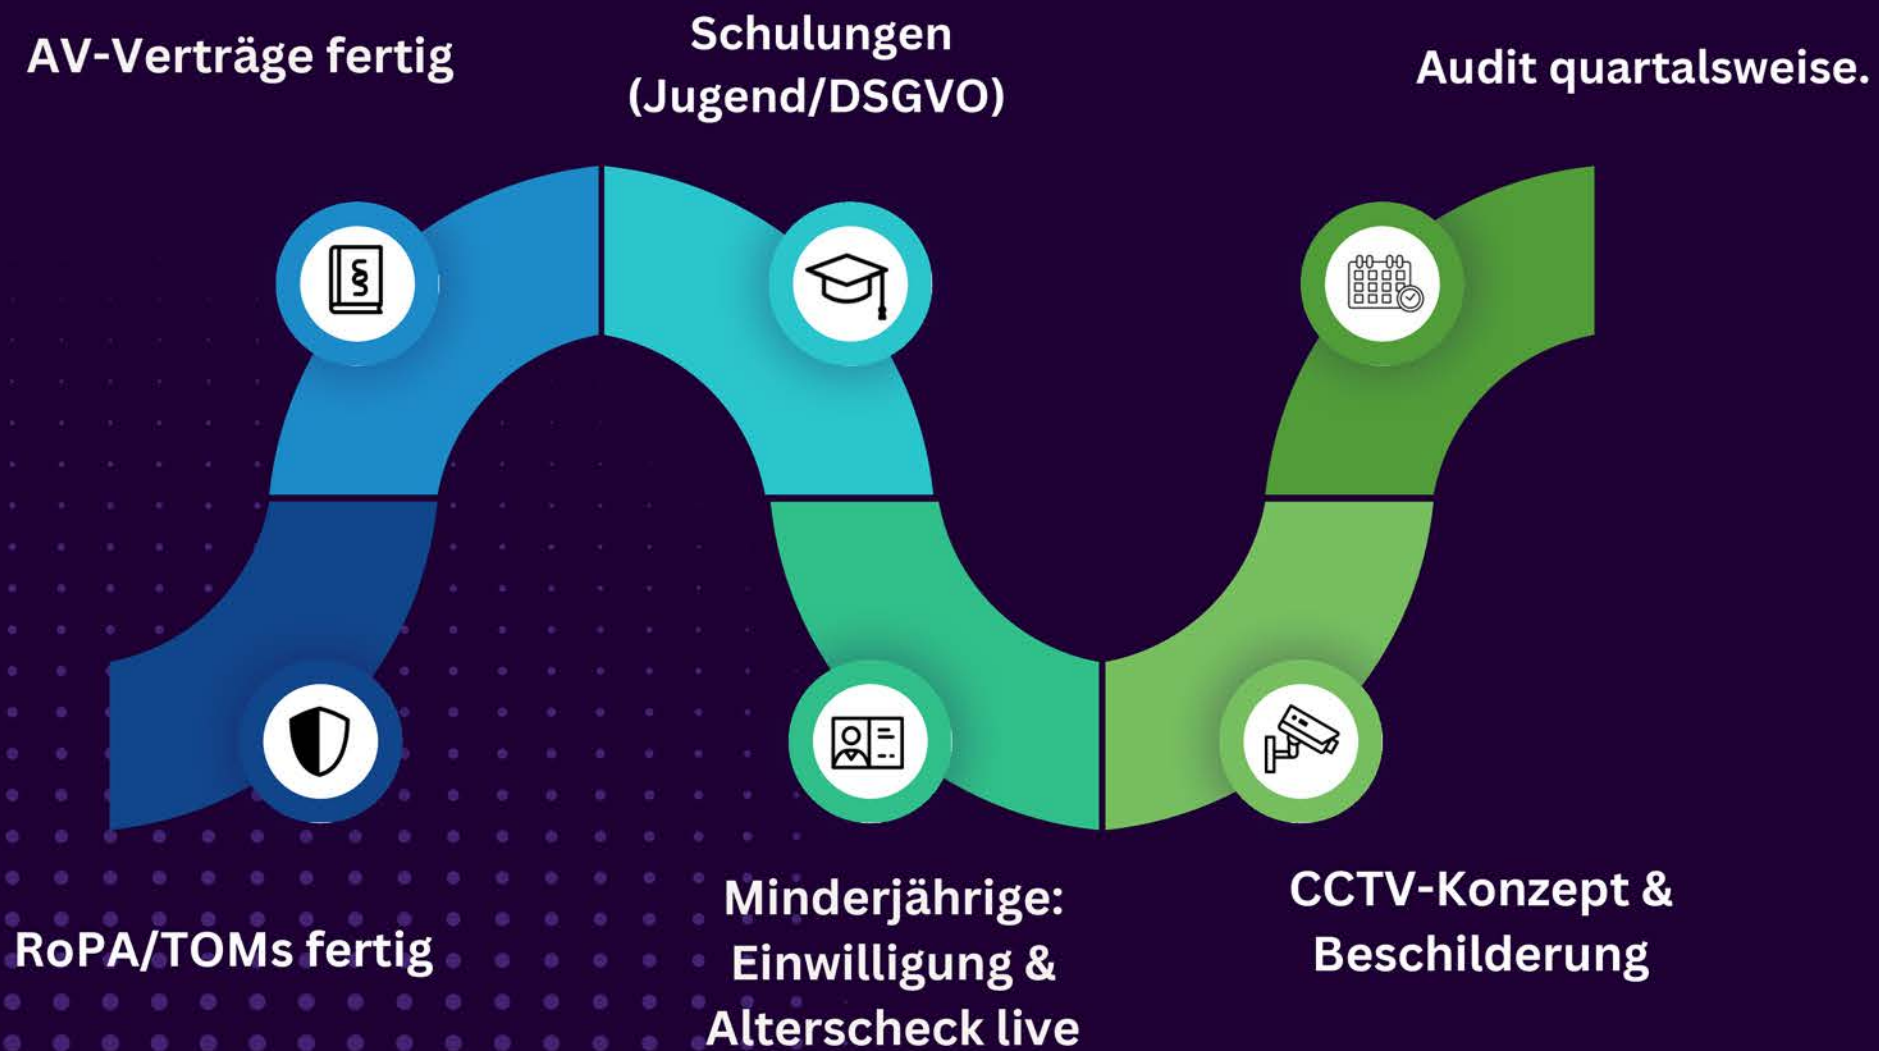 AV-Verträge fertig
Schulungen
(Jugend/DSGVO)
Audit quartalsweise.
§
RoPA/TOMs fertig
Minderjährige:
Einwilligung &
Alterscheck live
CCTV-Konzept &
Beschilderung